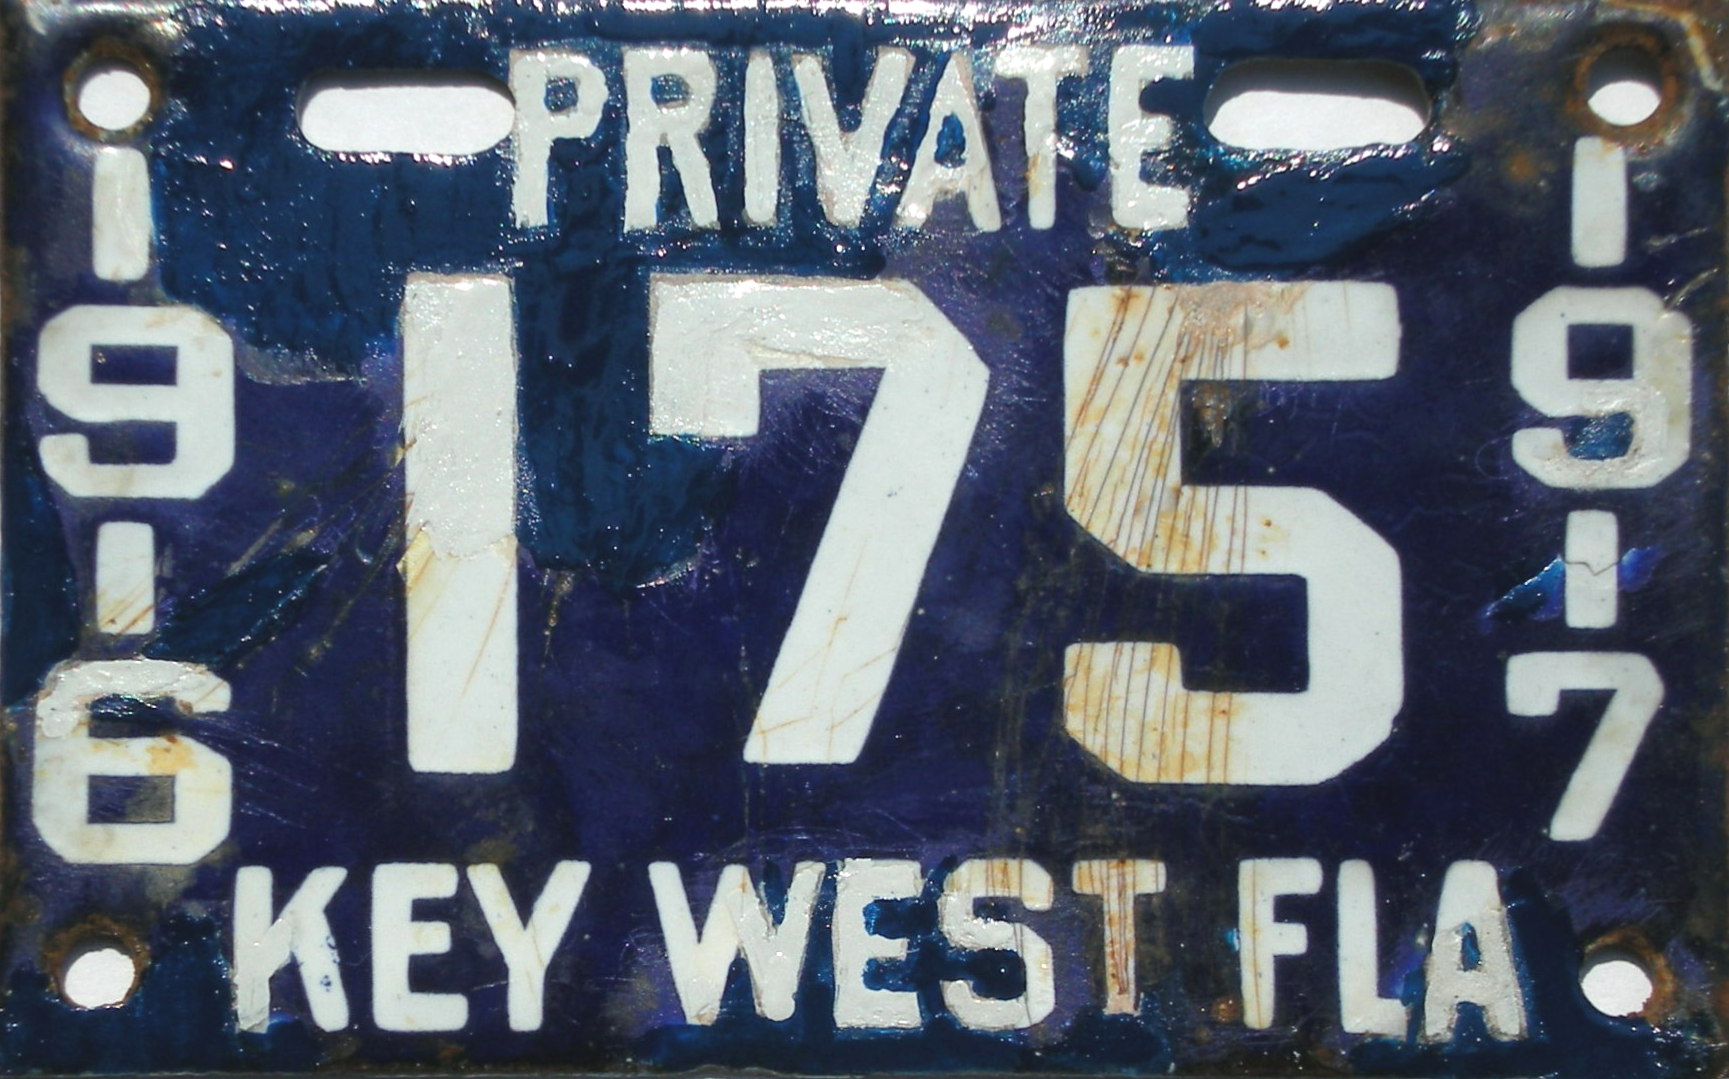 PRIVATE
1916
175
1917
KEY WEST FLA